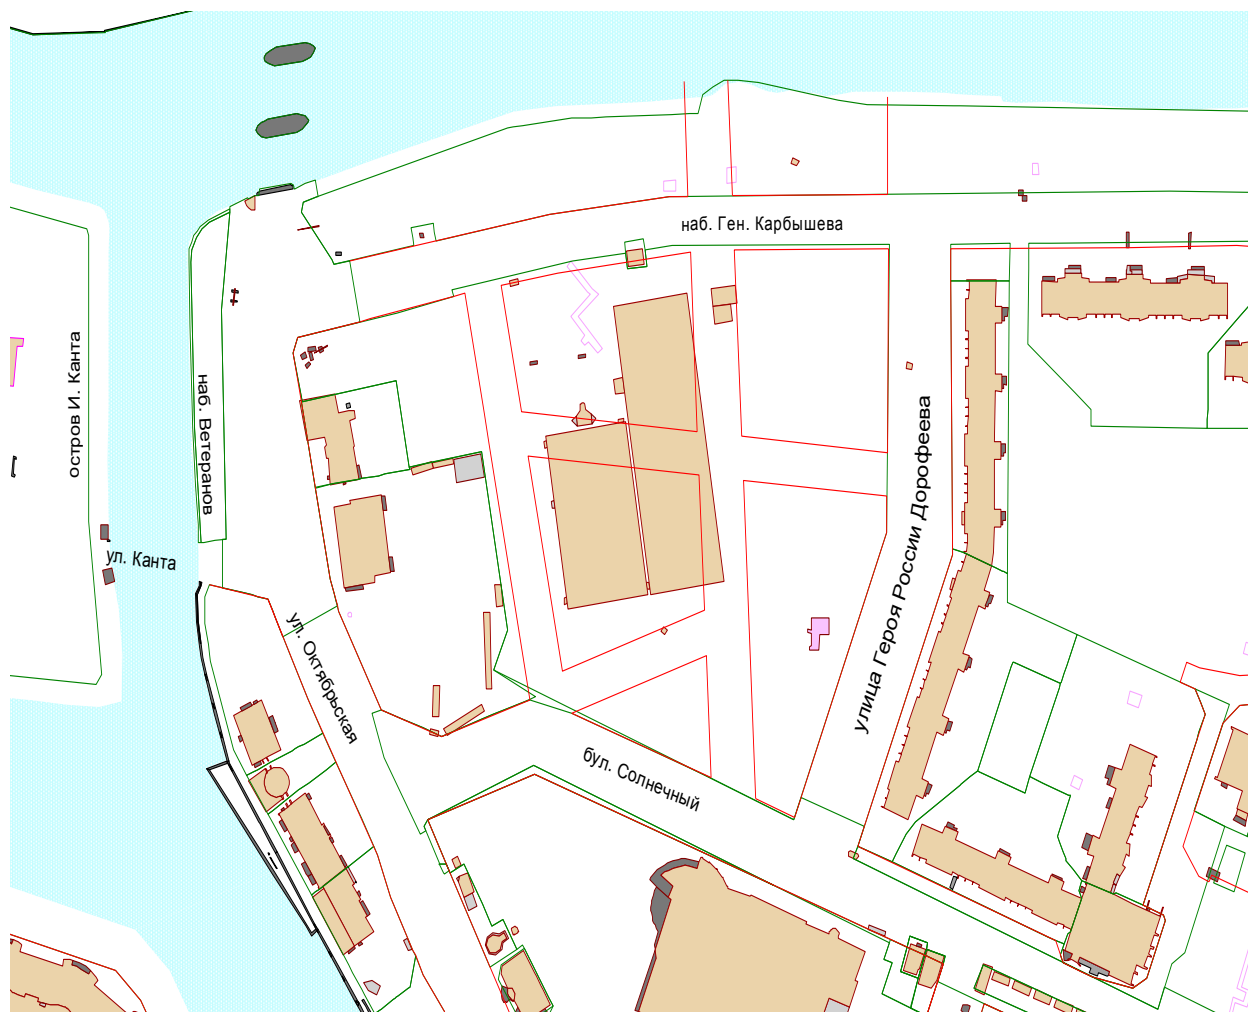 наб. Ген. Карбышева
остров И. Канта
наб. Ветеранов
улица Героя России Дорофеева
ул. Канта
ул. Октябрьская
бул. Солнечный